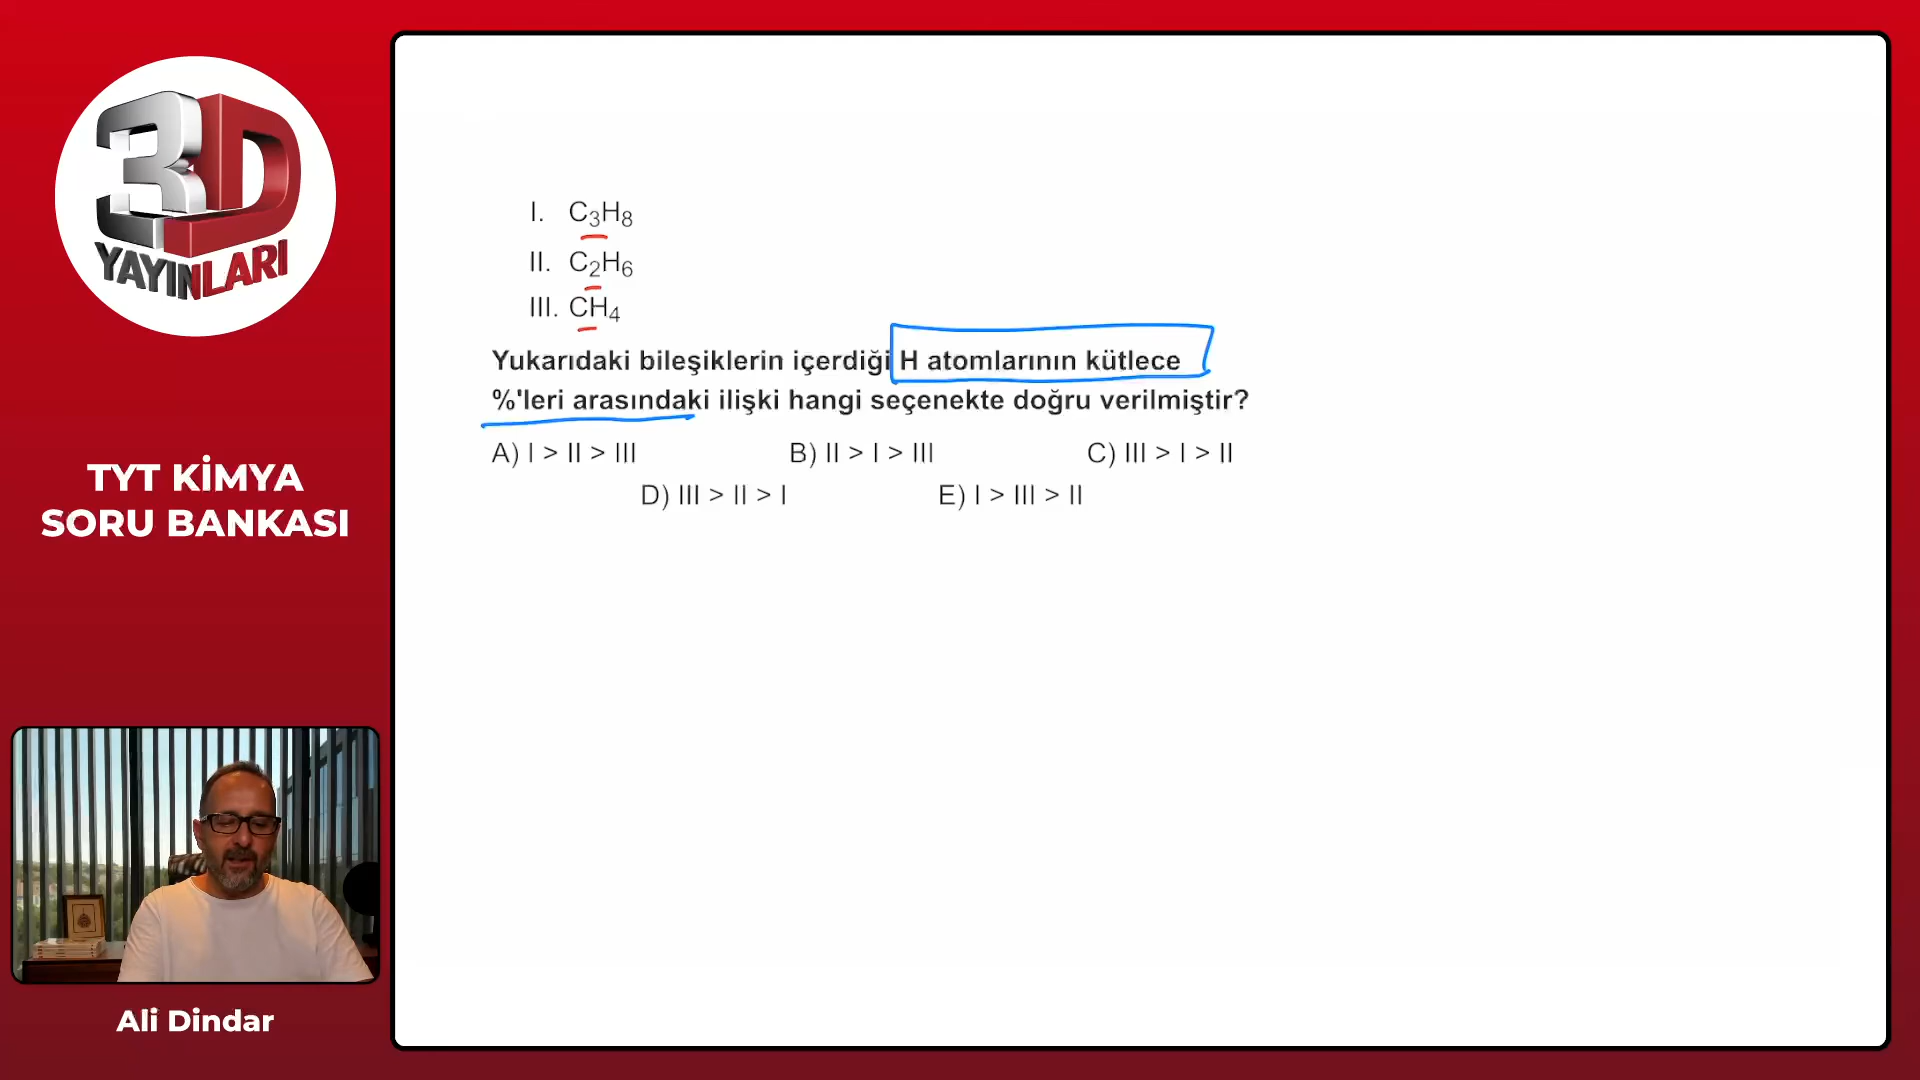 3D
YAYINLARI
TYT KİMYA
SORU BANKASI
Ali Dindar
I. C₃H₈
II. C₂H₆
III. CH₄
Yukarıdaki bileşiklerin içerdiği H atomlarının kütlece
%'leri arasındaki ilişki hangi seçenekte doğru verilmiştir?
A) I > II > III B) II > I > III C) III > I > II
D) III > II > I E) I > III > II